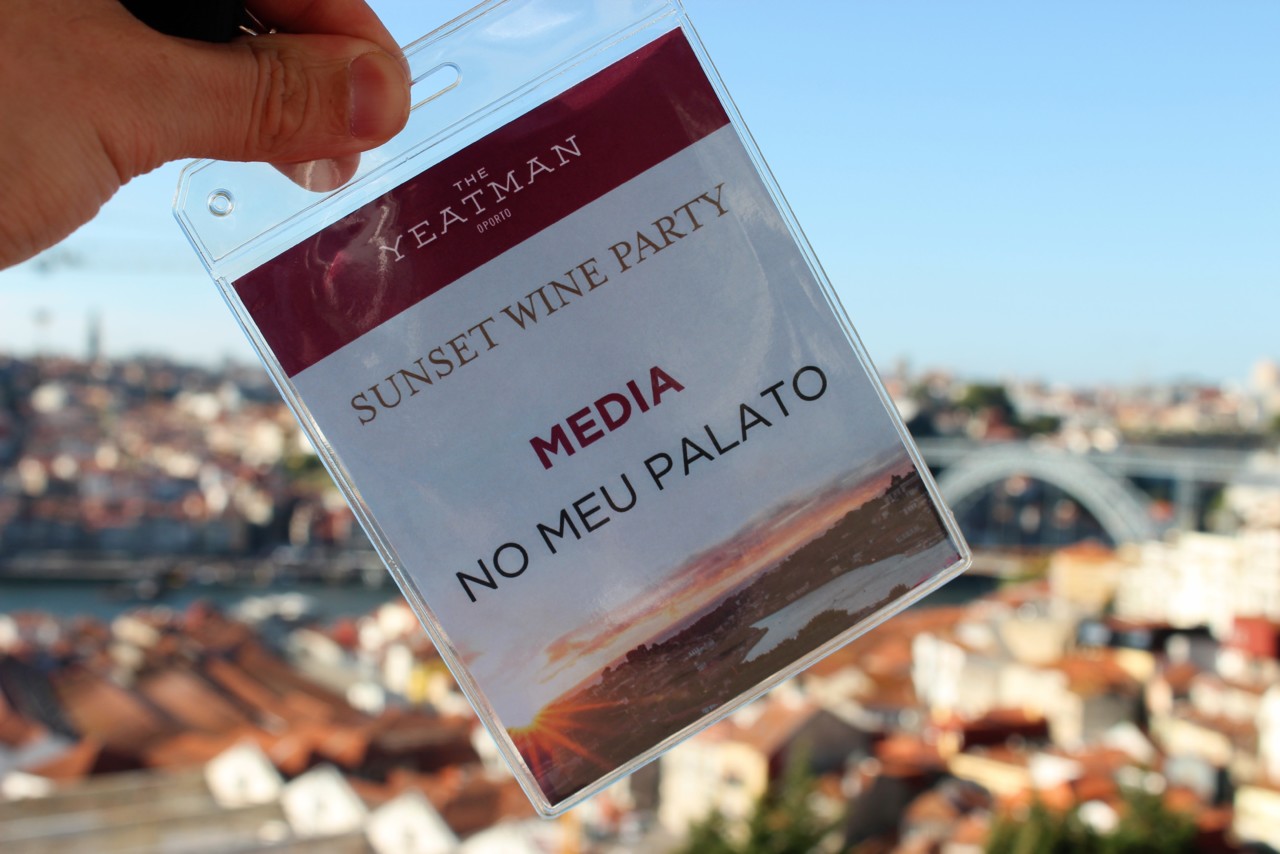 THE
YEATMAN
OPORTO
SUNSET WINE PARTY
MEDIA
NO MEU PALATO